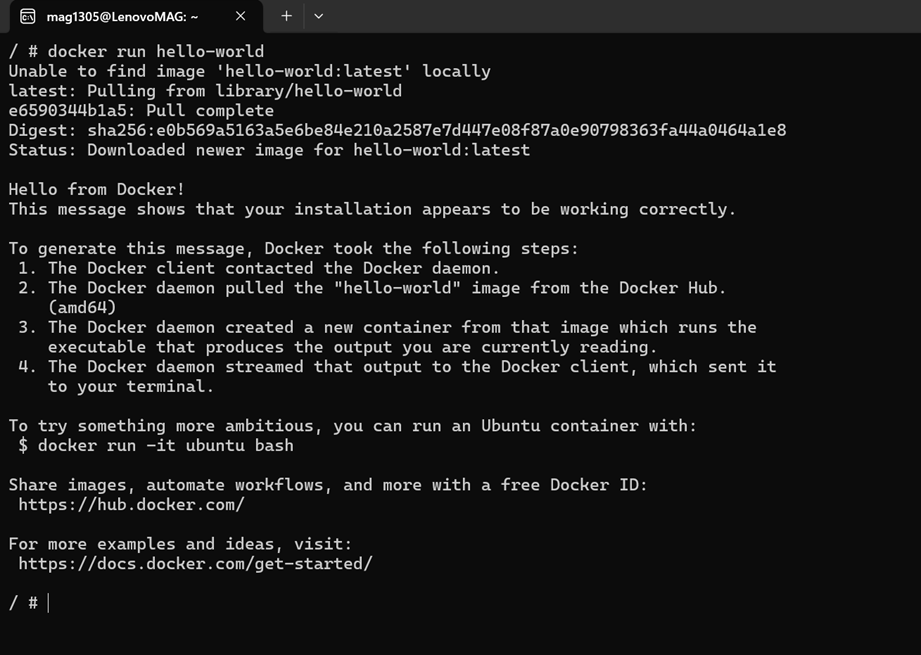 mag1305@LenovoMAG: ~
/ # docker run hello-world
Unable to find image 'hello-world:latest' locally
latest: Pulling from library/hello-world
e6590344b1a5: Pull complete
Digest: sha256:e0b569a5163a5e6be84e210a2587e7d447e08f87a0e90798363fa44a0464a1e8
Status: Downloaded newer image for hello-world:latest

Hello from Docker!
This message shows that your installation appears to be working correctly.

To generate this message, Docker took the following steps:
 1. The Docker client contacted the Docker daemon.
 2. The Docker daemon pulled the "hello-world" image from the Docker Hub.
    (amd64)
 3. The Docker daemon created a new container from that image which runs the
    executable that produces the output you are currently reading.
 4. The Docker daemon streamed that output to the Docker client, which sent it
    to your terminal.

To try something more ambitious, you can run an Ubuntu container with:
 $ docker run -it ubuntu bash

Share images, automate workflows, and more with a free Docker ID:
 https://hub.docker.com/

For more examples and ideas, visit:
 https://docs.docker.com/get-started/

/ #